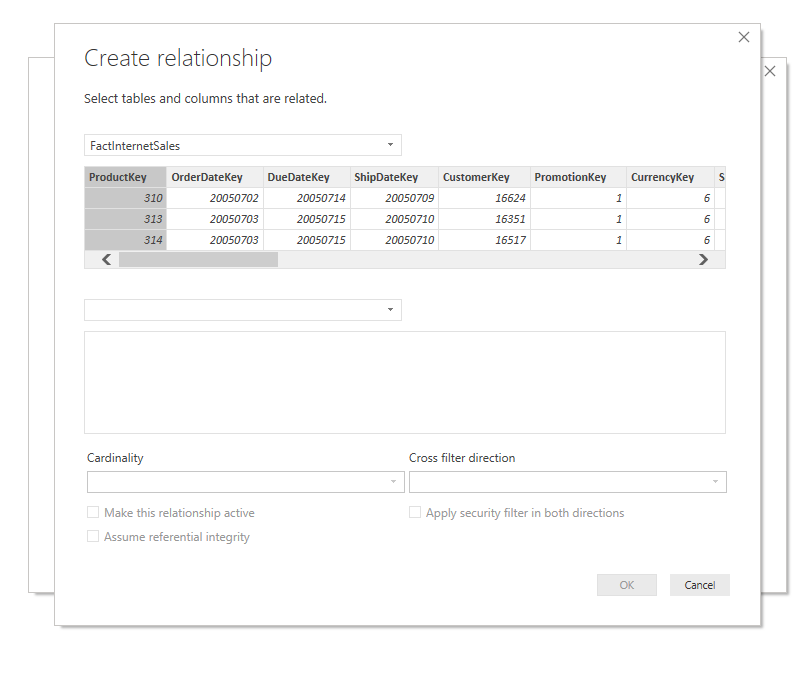 Create relationship
Select tables and columns that are related.
FactInternetSales
ProductKey OrderDateKey DueDateKey ShipDateKey CustomerKey PromotionKey CurrencyKey S
310 20050702 20050714 20050709 16624 1 6
313 20050703 20050715 20050710 16351 1 6
314 20050703 20050715 20050710 16517 1 6
Cardinality Cross filter direction
Make this relationship active Apply security filter in both directions
Assume referential integrity
OK Cancel